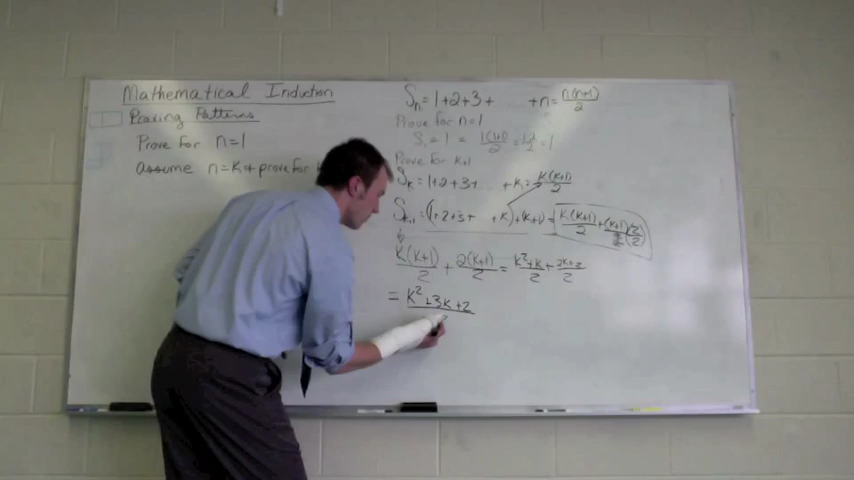 Mathematical Induction
Proving Patterns
Prove for n=1
Assume n=k + prove for
Sₙ=1+2+3+ +n=n(n+1)/2
Prove for n=1
S₁=1=1(1+1)/2=1·2/2=1
Prove for k+1
Sₖ=1+2+3+... +k=k(k+1)/2
Sₖ₊₁=(1+2+3+ +k)+(k+1)=k(k+1)/2+(k+1)/1(2/2)
k(k+1)/2+2(k+1)/2=k²+k/2+2k+2/2
=k²+3k+2